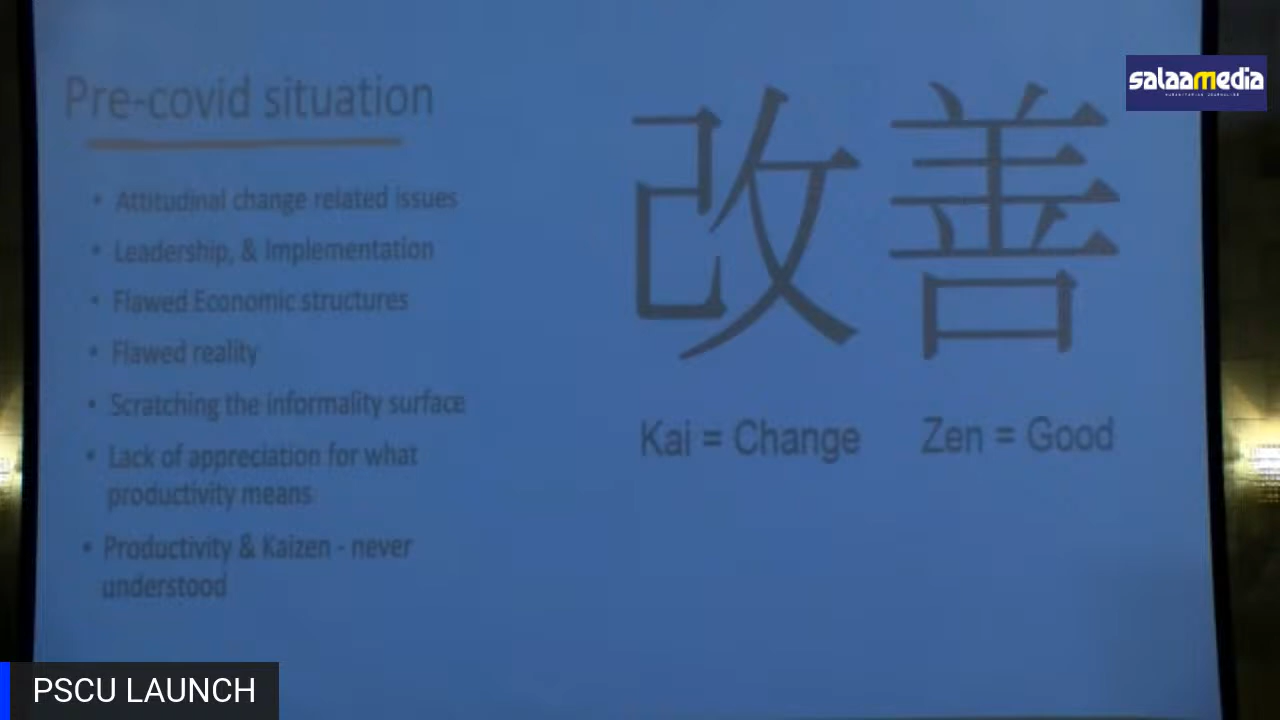 Pre-covid situation
• Attitudinal change related issues
• Leadership, & Implementation
• Flawed Economic structures
• Flawed reality
• Scratching the informality surface
• Lack of appreciation for what
productivity means
• Productivity & Kaizen - never
understood
改善
Kai = Change Zen = Good
salaamedia
PSCU LAUNCH